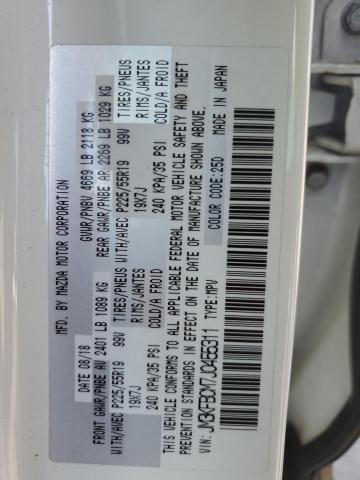 MFD. BY MAZDA MOTOR CORPORATION
DATE 08/18 GVWR/PNBV 4669 LB 2118 KG
FRONT GAWR/PNBE AV 2401 LB 1089 KG REAR GAWR/PNBE AR 2269 LB 1029 KG
WITH/AVEC P225/55R19 99V TIRES/PNEUS WITH/AVEC P225/55R19 99V TIRES/PNEUS
19X7J RIMS/JANTES 19X7J RIMS/JANTES
240 KPA/35 PSI COLD/A FROID 240 KPA/35 PSI COLD/A FROID
THIS VEHICLE CONFORMS TO ALL APPLICABLE FEDERAL MOTOR VEHICLE SAFETY AND THEFT
PREVENTION STANDARDS IN EFFECT ON THE DATE OF MANUFACTURE SHOWN ABOVE.
MADE IN JAPAN
COLOR/COULEUR: 25D
TYPE: MPV
VIN: JM3KFBCM7J0455311